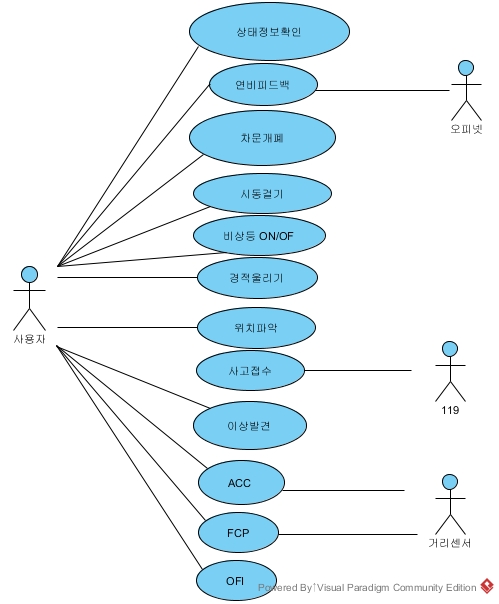 상태정보확인
연비피드백
오피넷
차문개폐
시동걸기
비상등 ON/OF
경적울리기
사용자
위치파악
사고접수
119
이상발견
ACC
FCP
거리센서
OFI
Powered By Visual Paradigm Community Edition